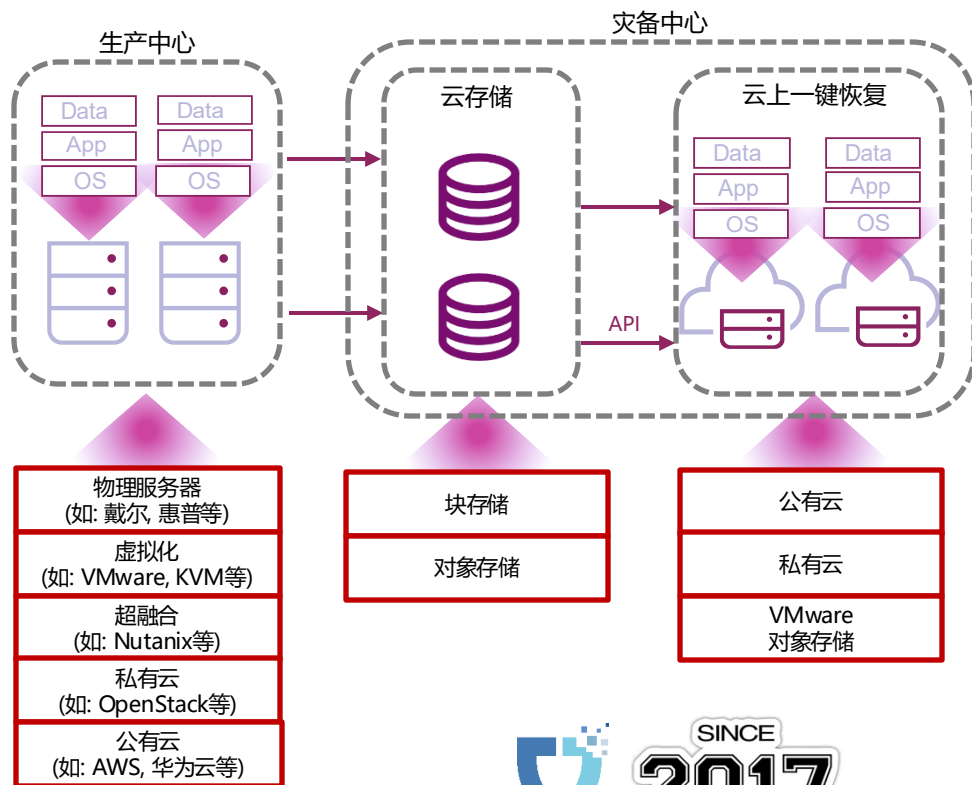 生产中心
灾备中心
Data
Data
App
App
OS
OS
云存储
云上一键恢复
Data
Data
App
App
OS
OS
API
物理服务器
(如: 戴尔, 惠普等)
虚拟化
(如: VMware, KVM等)
超融合
(如: Nutanix等)
私有云
(如: OpenStack等)
公有云
(如: AWS, 华为云等)
块存储
对象存储
公有云
私有云
VMware
对象存储
SINCE
2017